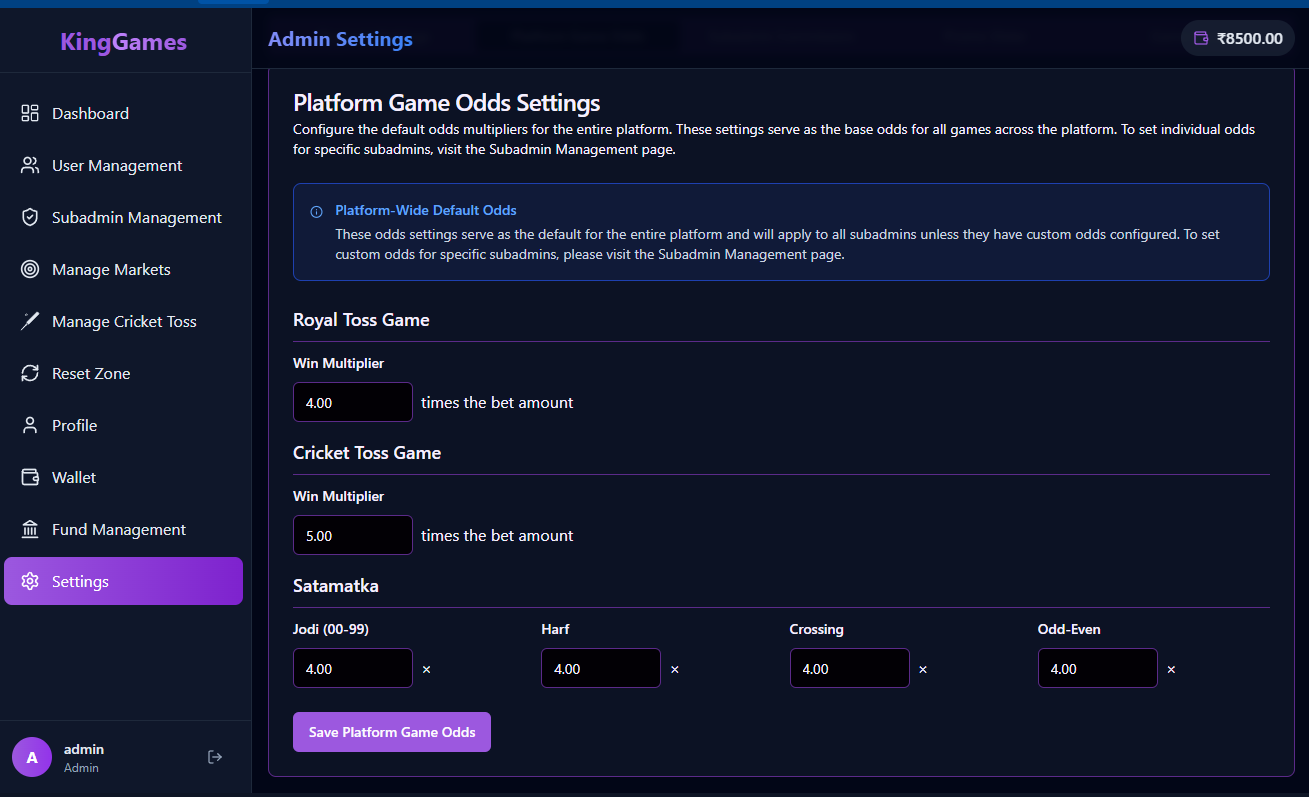 KingGames
Admin Settings
₹8500.00
Dashboard
User Management
Subadmin Management
Manage Markets
Manage Cricket Toss
Reset Zone
Profile
Wallet
Fund Management
Settings
A
admin
Admin
Platform Game Odds Settings
Configure the default odds multipliers for the entire platform. These settings serve as the base odds for all games across the platform. To set individual odds
for specific subadmins, visit the Subadmin Management page.
Platform-Wide Default Odds
These odds settings serve as the default for the entire platform and will apply to all subadmins unless they have custom odds configured. To set
custom odds for specific subadmins, please visit the Subadmin Management page.
Royal Toss Game
Win Multiplier
4.00 times the bet amount
Cricket Toss Game
Win Multiplier
5.00 times the bet amount
Satamatka
Jodi (00-99) Harf Crossing Odd-Even
4.00 × 4.00 × 4.00 × 4.00 ×
Save Platform Game Odds